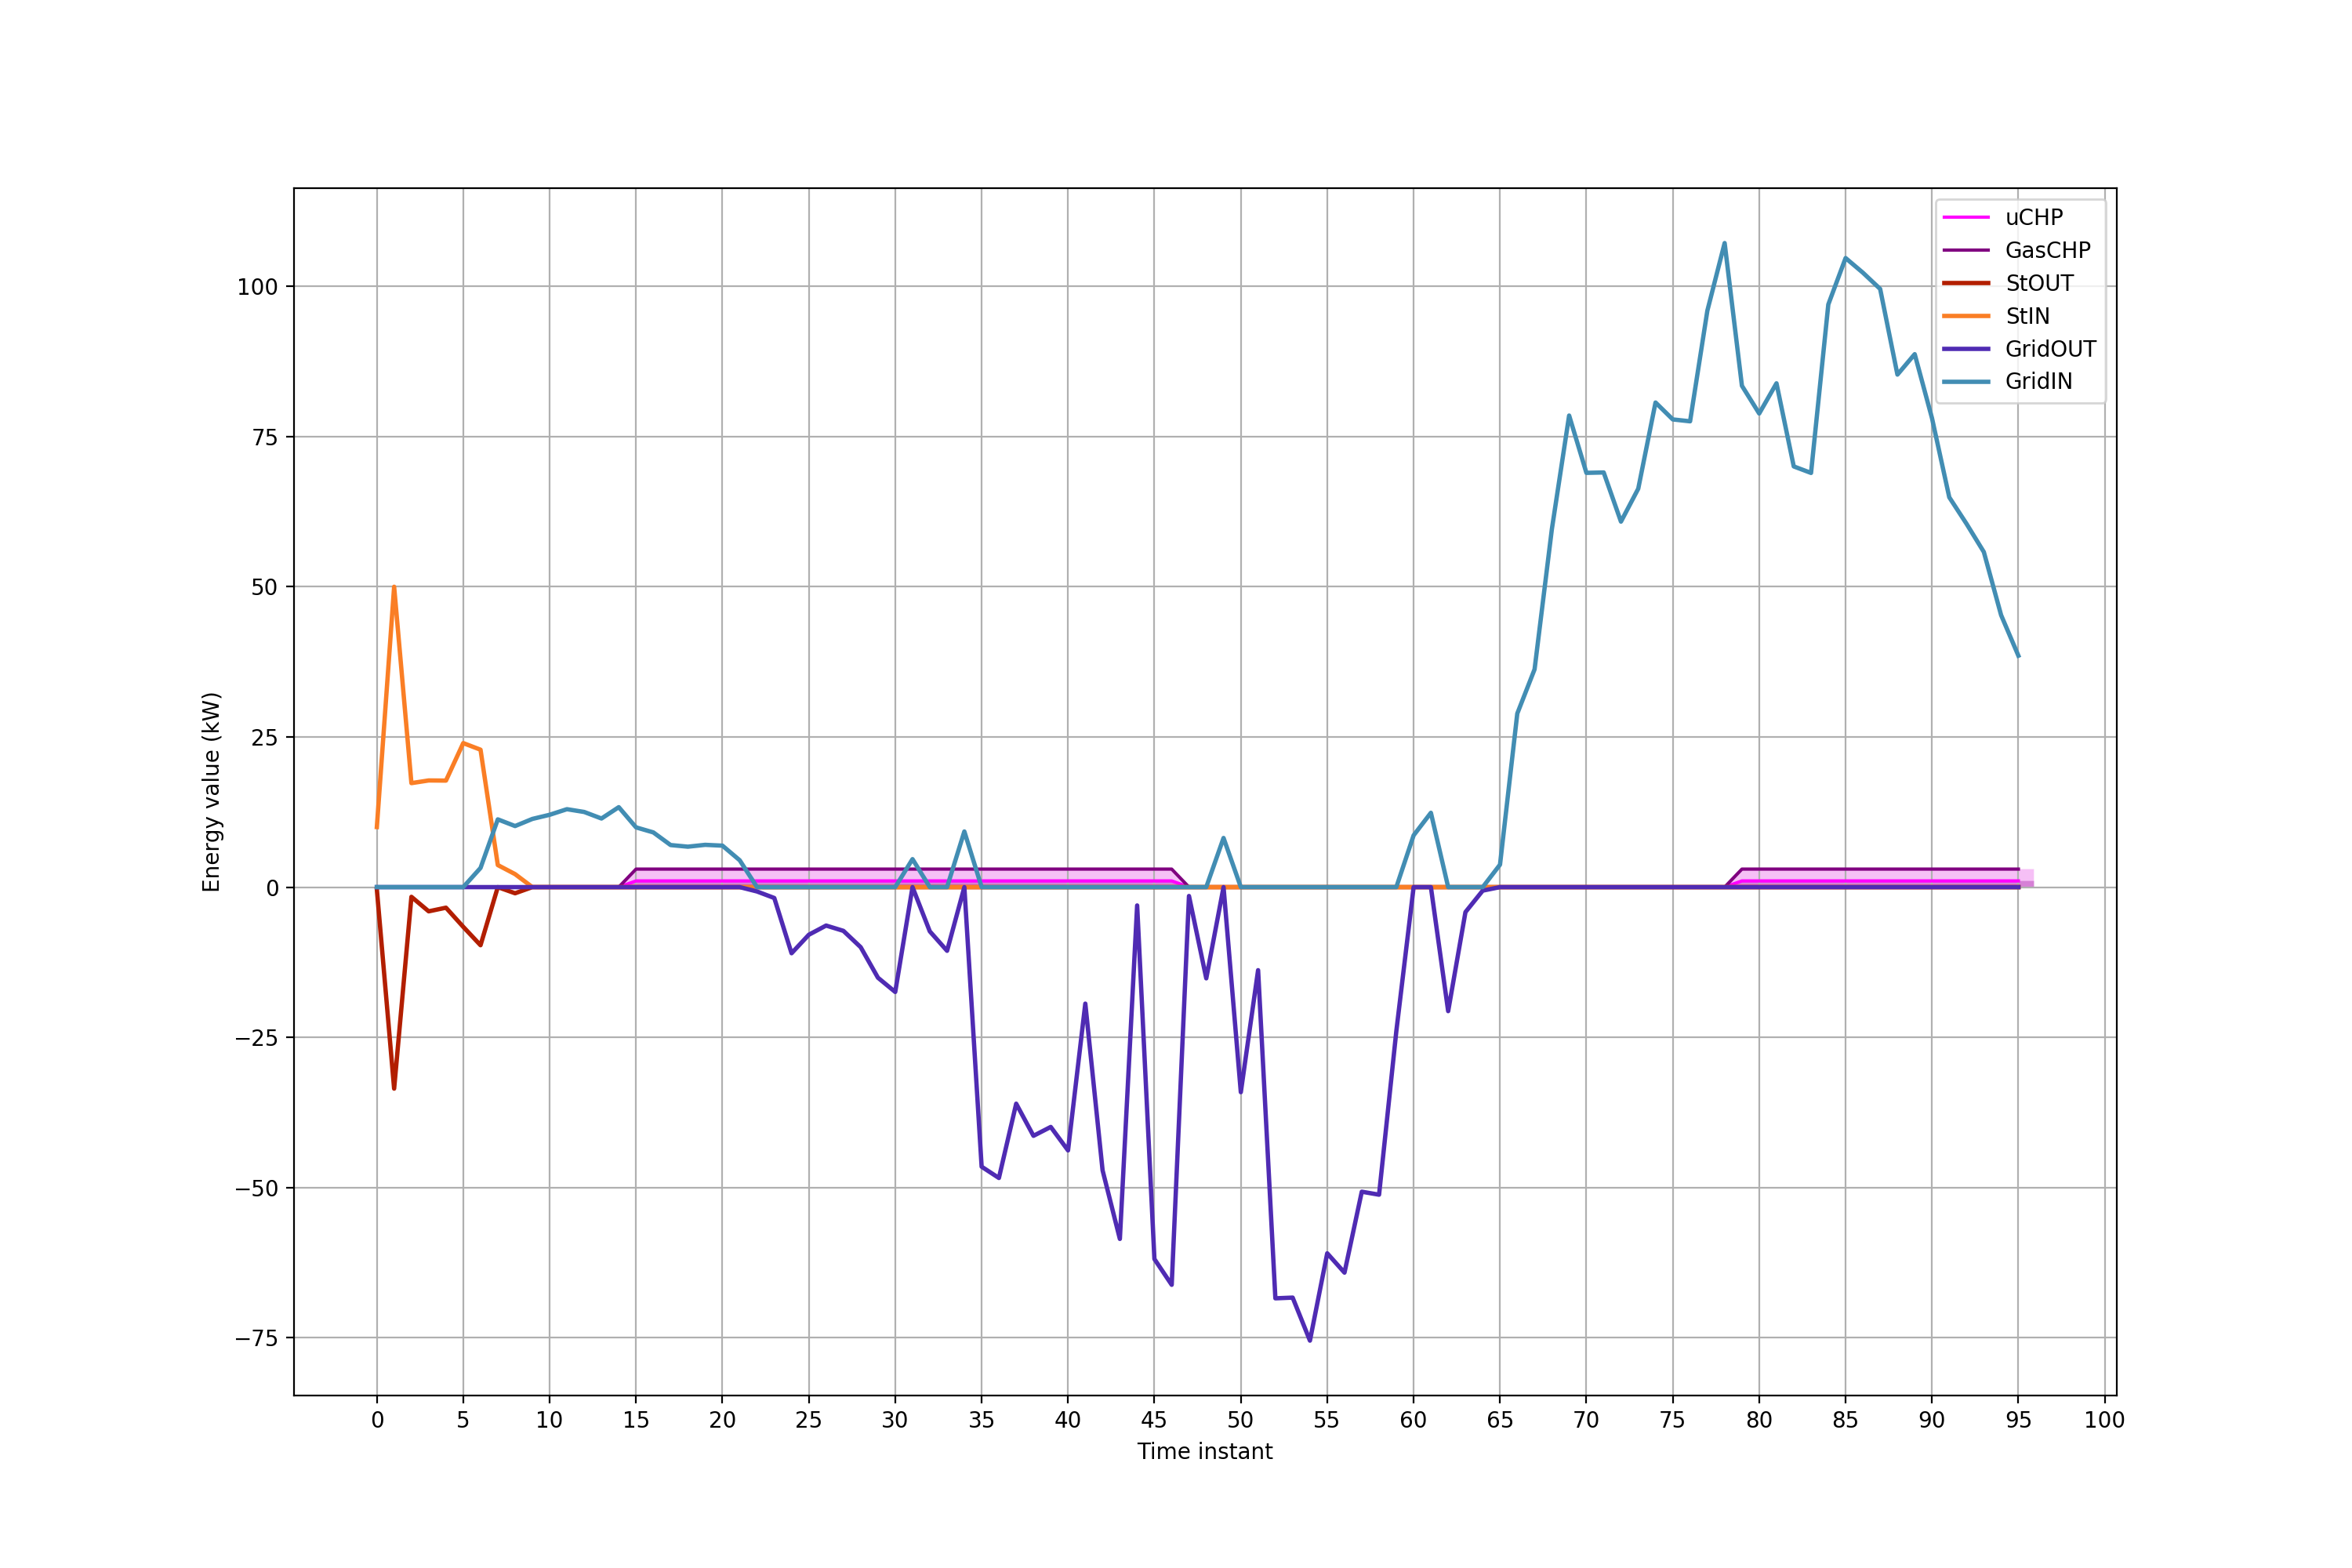 uCHP
GasCHP
StOUT
StIN
GridOUT
GridIN
100
75
50
25
0
−25
−50
−75
Energy value (kW)
0 5 10 15 20 25 30 35 40 45 50 55 60 65 70 75 80 85 90 95 100
Time instant